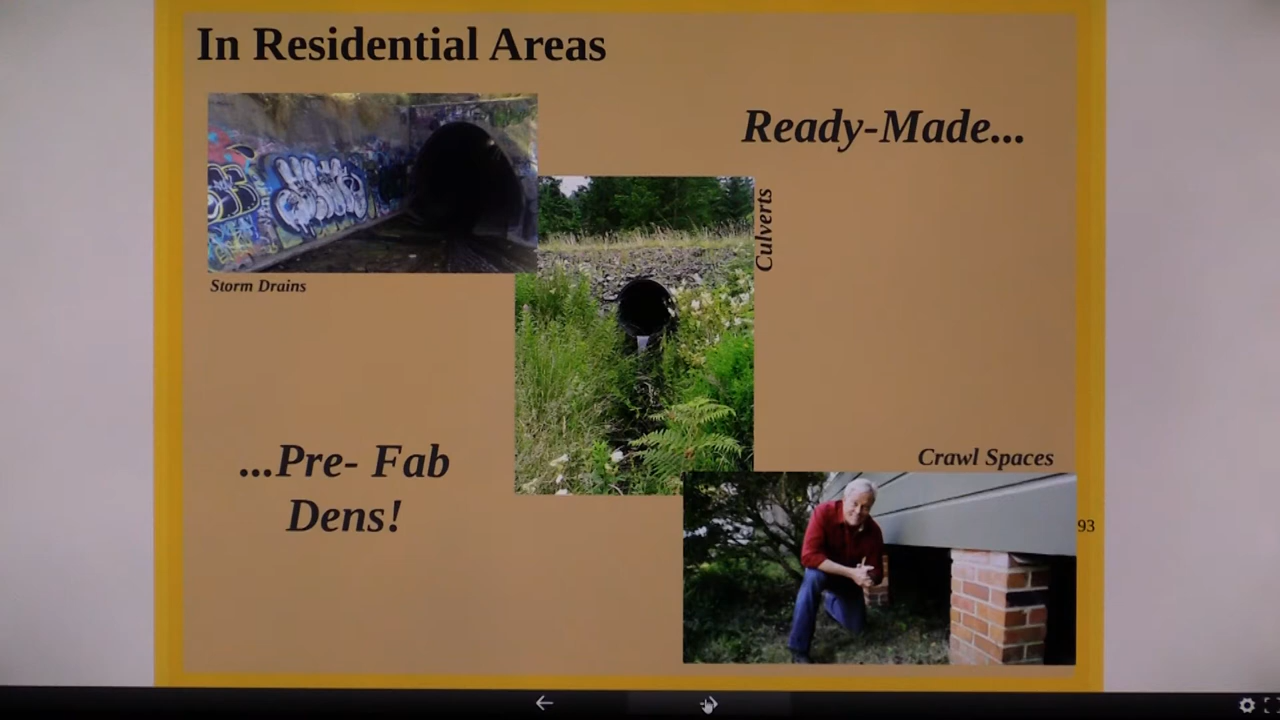 In Residential Areas
Ready-Made...
Culverts
Storm Drains
...Pre- Fab
Dens!
Crawl Spaces
93